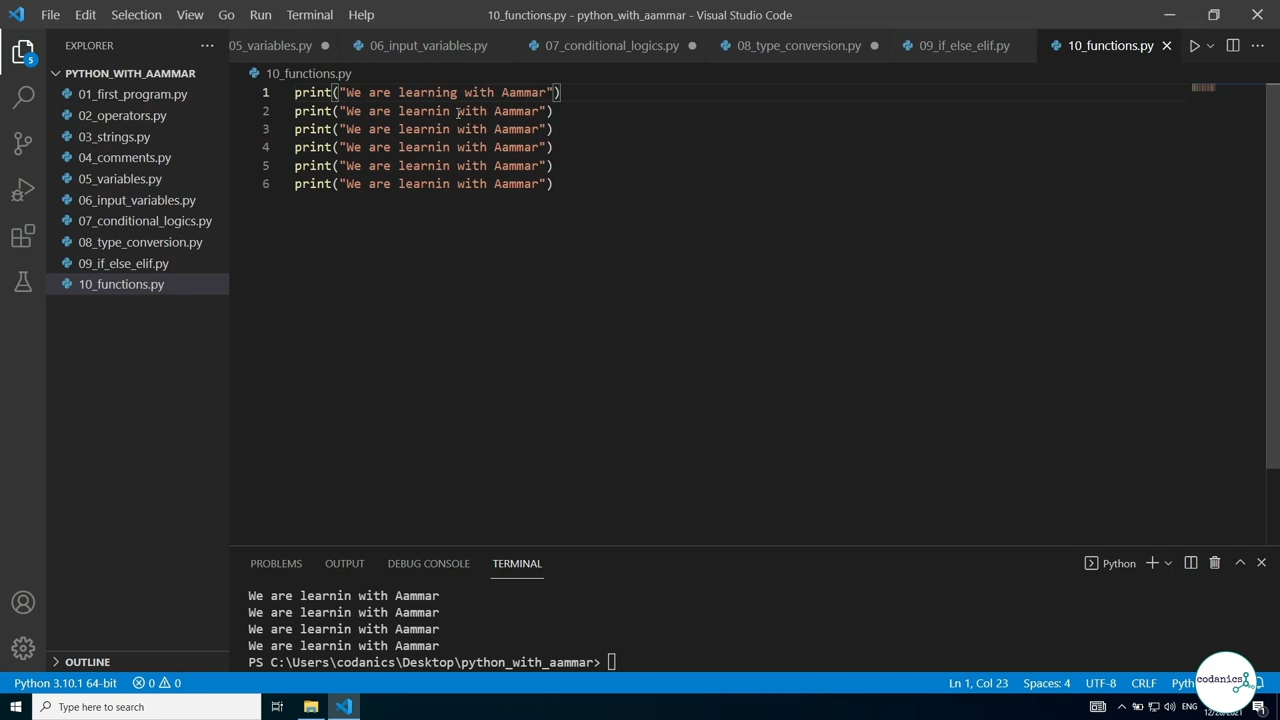 File Edit Selection View Go Run Terminal Help 10_functions.py - python_with_aammar - Visual Studio Code
EXPLORER
05_variables.py 06_input_variables.py 07_conditional_logics.py 08_type_conversion.py 09_if_else_elif.py 10_functions.py
5
PYTHON_WITH_AAMMAR
01_first_program.py
02_operators.py
03_strings.py
04_comments.py
05_variables.py
06_input_variables.py
07_conditional_logics.py
08_type_conversion.py
09_if_else_elif.py
10_functions.py
OUTLINE
10_functions.py
1 print("We are learning with Aammar")
2 print("We are learnin with Aammar")
3 print("We are learnin with Aammar")
4 print("We are learnin with Aammar")
5 print("We are learnin with Aammar")
6 print("We are learnin with Aammar")
PROBLEMS OUTPUT DEBUG CONSOLE TERMINAL Python
We are learnin with Aammar
We are learnin with Aammar
We are learnin with Aammar
We are learnin with Aammar
PS C:\Users\codanics\Desktop\python_with_aammar>
Python 3.10.1 64-bit 0 0 Ln 1, Col 23 Spaces: 4 UTF-8 CRLF
codanics
Type here to search ENG